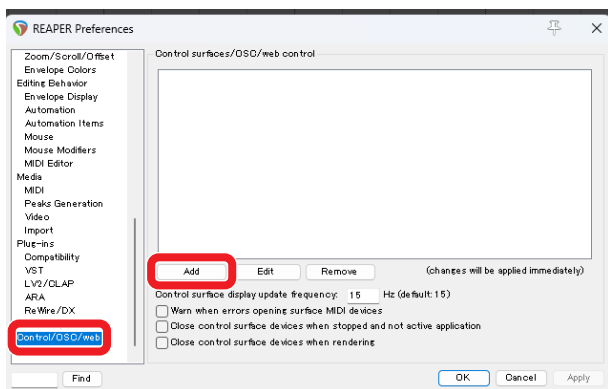 REAPER Preferences
Zoom/Scroll/Offset
Envelope Colors
Editing Behavior
Envelope Display
Automation
Automation Items
Mouse
Mouse Modifiers
MIDI Editor
Media
MIDI
Peaks Generation
Video
Import
Plug-ins
Compatibility
VST
LV2/CLAP
ARA
ReWire/DX
Control/OSC/web
Find
Control surfaces/OSC/web control
Add Edit Remove (changes will be applied immediately)
Control surface display update frequency: 15 Hz (default: 15)
Warn when errors opening surface MIDI devices
Close control surface devices when stopped and not active application
Close control surface devices when rendering
OK Cancel Apply